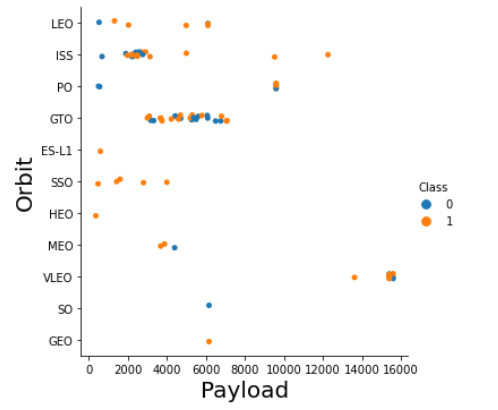 LEO
ISS
PO
GTO
ES-L1
SSO
HEO
MEO
VLEO
SO
GEO
Orbit
Class
0
1
0 2000 4000 6000 8000 10000 12000 14000 16000
Payload